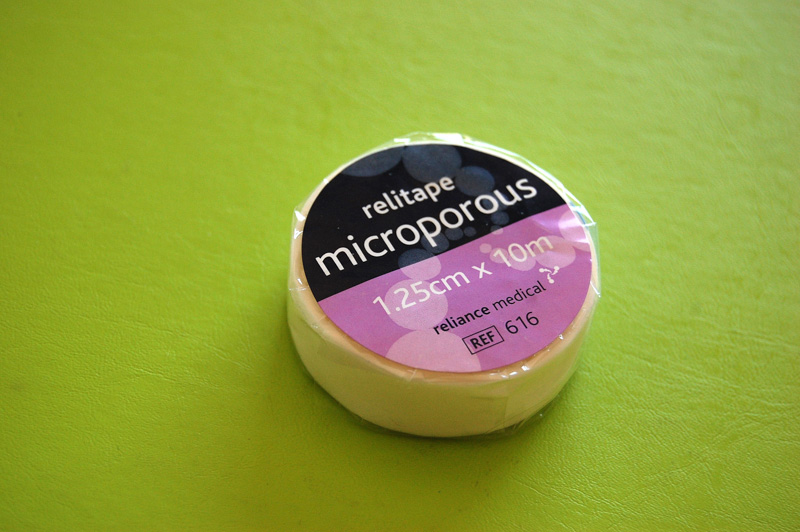 relitape
microporous
1.25cm x 10m
reliance medical
REF 616